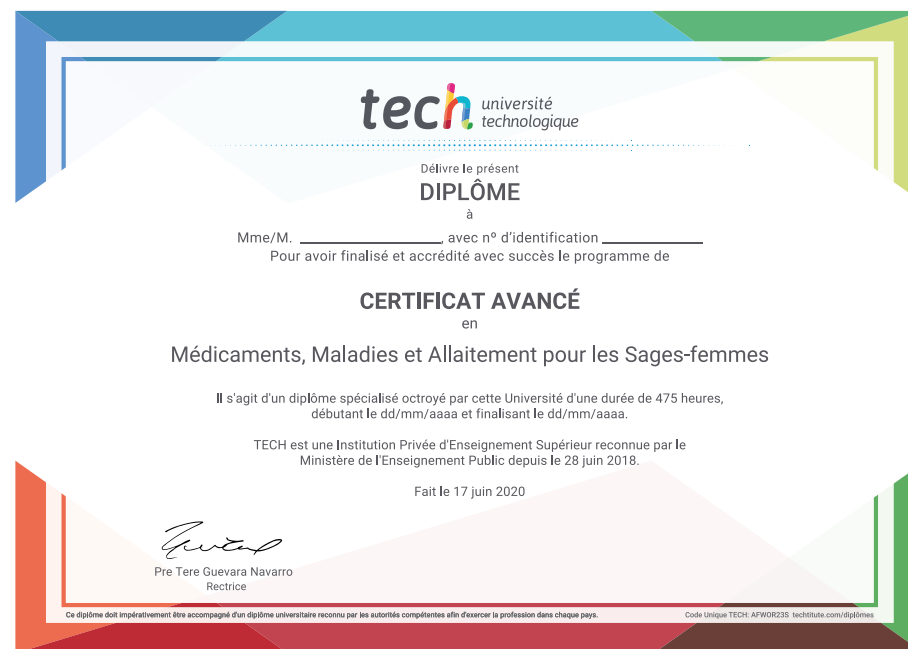 tech université
technologique
Délivre le présent
DIPLÔME
à
Mme/M. ____________, avec nº d'identification ____________
Pour avoir finalisé et accrédité avec succès le programme de
CERTIFICAT AVANCÉ
en
Médicaments, Maladies et Allaitement pour les Sages-femmes
Il s'agit d'un diplôme spécialisé octroyé par cette Université d'une durée de 475 heures,
débutant le dd/mm/aaaa et finalisant le dd/mm/aaaa.
TECH est une Institution Privée d'Enseignement Supérieur reconnue par le
Ministère de l'Enseignement Public depuis le 28 juin 2018.
Fait le 17 juin 2020
Pre Tere Guevara Navarro
Rectrice
Ce diplôme doit impérativement être accompagné d'un diplôme universitaire reconnu par les autorités compétentes afin d'exercer la profession dans chaque pays.
Code Unique TECH: AFWOR23S techtitute.com/diplômes